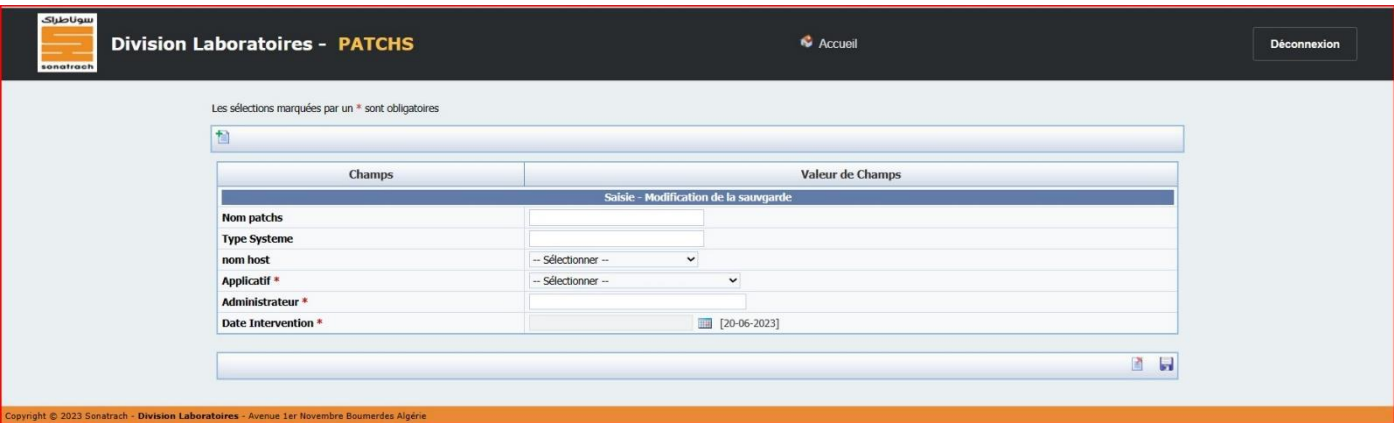 سوناطراك
sonatrach
Division Laboratoires - PATCHS
Accueil
Déconnexion
Les sélections marquées par un * sont obligatoires
Champs Valeur de Champs
Saisie - Modification de la sauvgarde
Nom patchs
Type Systeme
nom host -- Sélectionner --
Applicatif * -- Sélectionner --
Administrateur *
Date Intervention * [20-06-2023]
Copyright © 2023 Sonatrach - Division Laboratoires - Avenue 1er Novembre Boumerdes Algérie